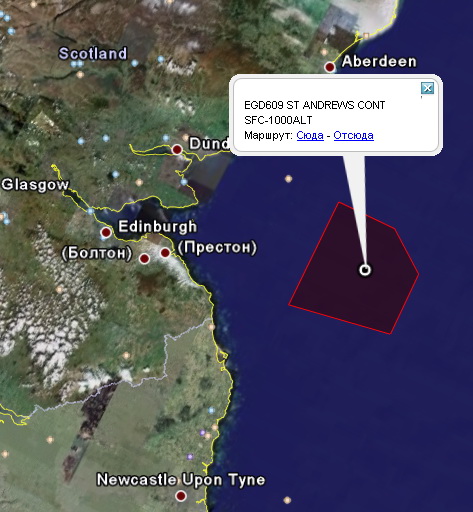 Scotland
Aberdeen
EGD609 ST ANDREWS CONT
SFC-1000ALT
Маршрут: Сюда - Отсюда
Dund
Glasgow
Edinburgh
(Болтон)
(Престон)
Newcastle Upon Tyne